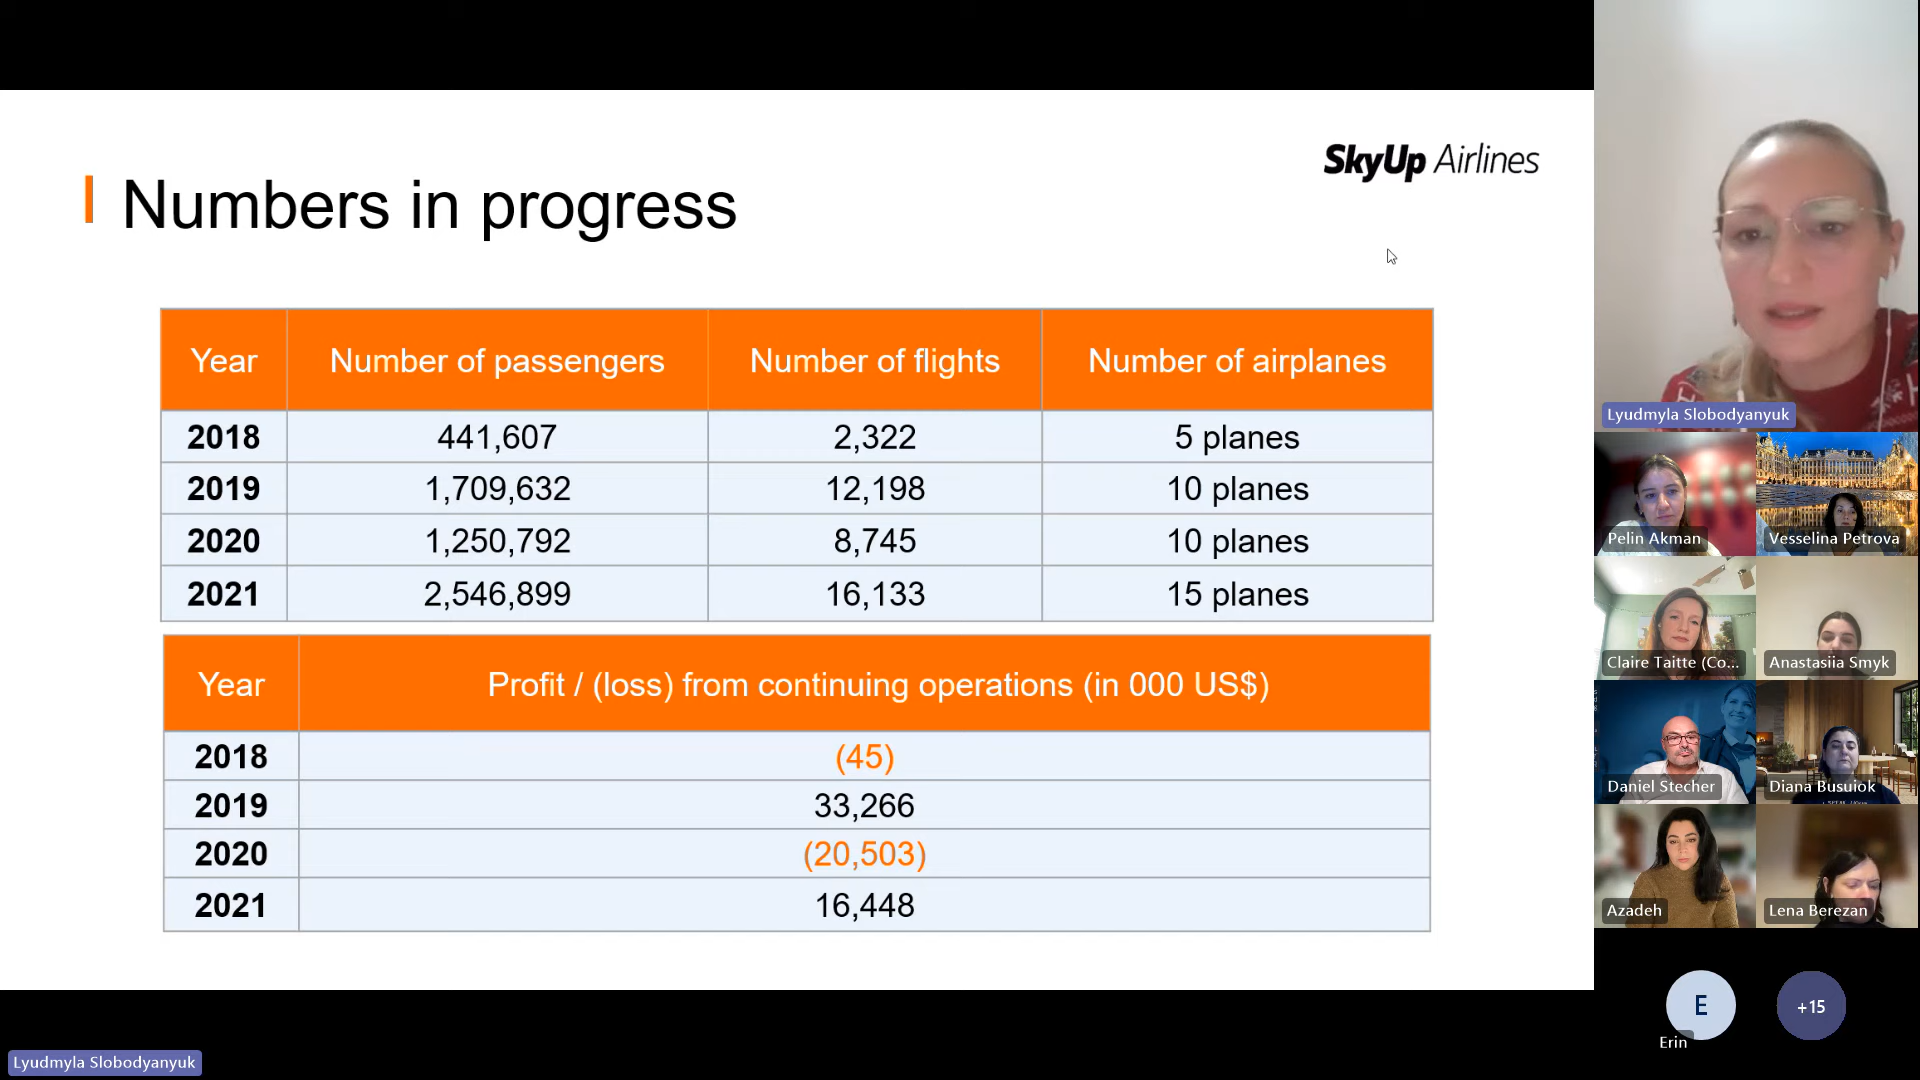 SkyUp Airlines
Numbers in progress
Year Number of passengers Number of flights Number of airplanes
2018 441,607 2,322 5 planes
2019 1,709,632 12,198 10 planes
2020 1,250,792 8,745 10 planes
2021 2,546,899 16,133 15 planes
Year Profit / (loss) from continuing operations (in 000 US$)
2018 (45)
2019 33,266
2020 (20,503)
2021 16,448
Lyudmyla Slobodyanyuk
Pelin Akman
Vesselina Petrova
Claire Taitte (Co...
Anastasiia Smyk
Daniel Stecher
Diana Busuiok
Azadeh
Lena Berezan
E
Erin
+15
Lyudmyla Slobodyanyuk